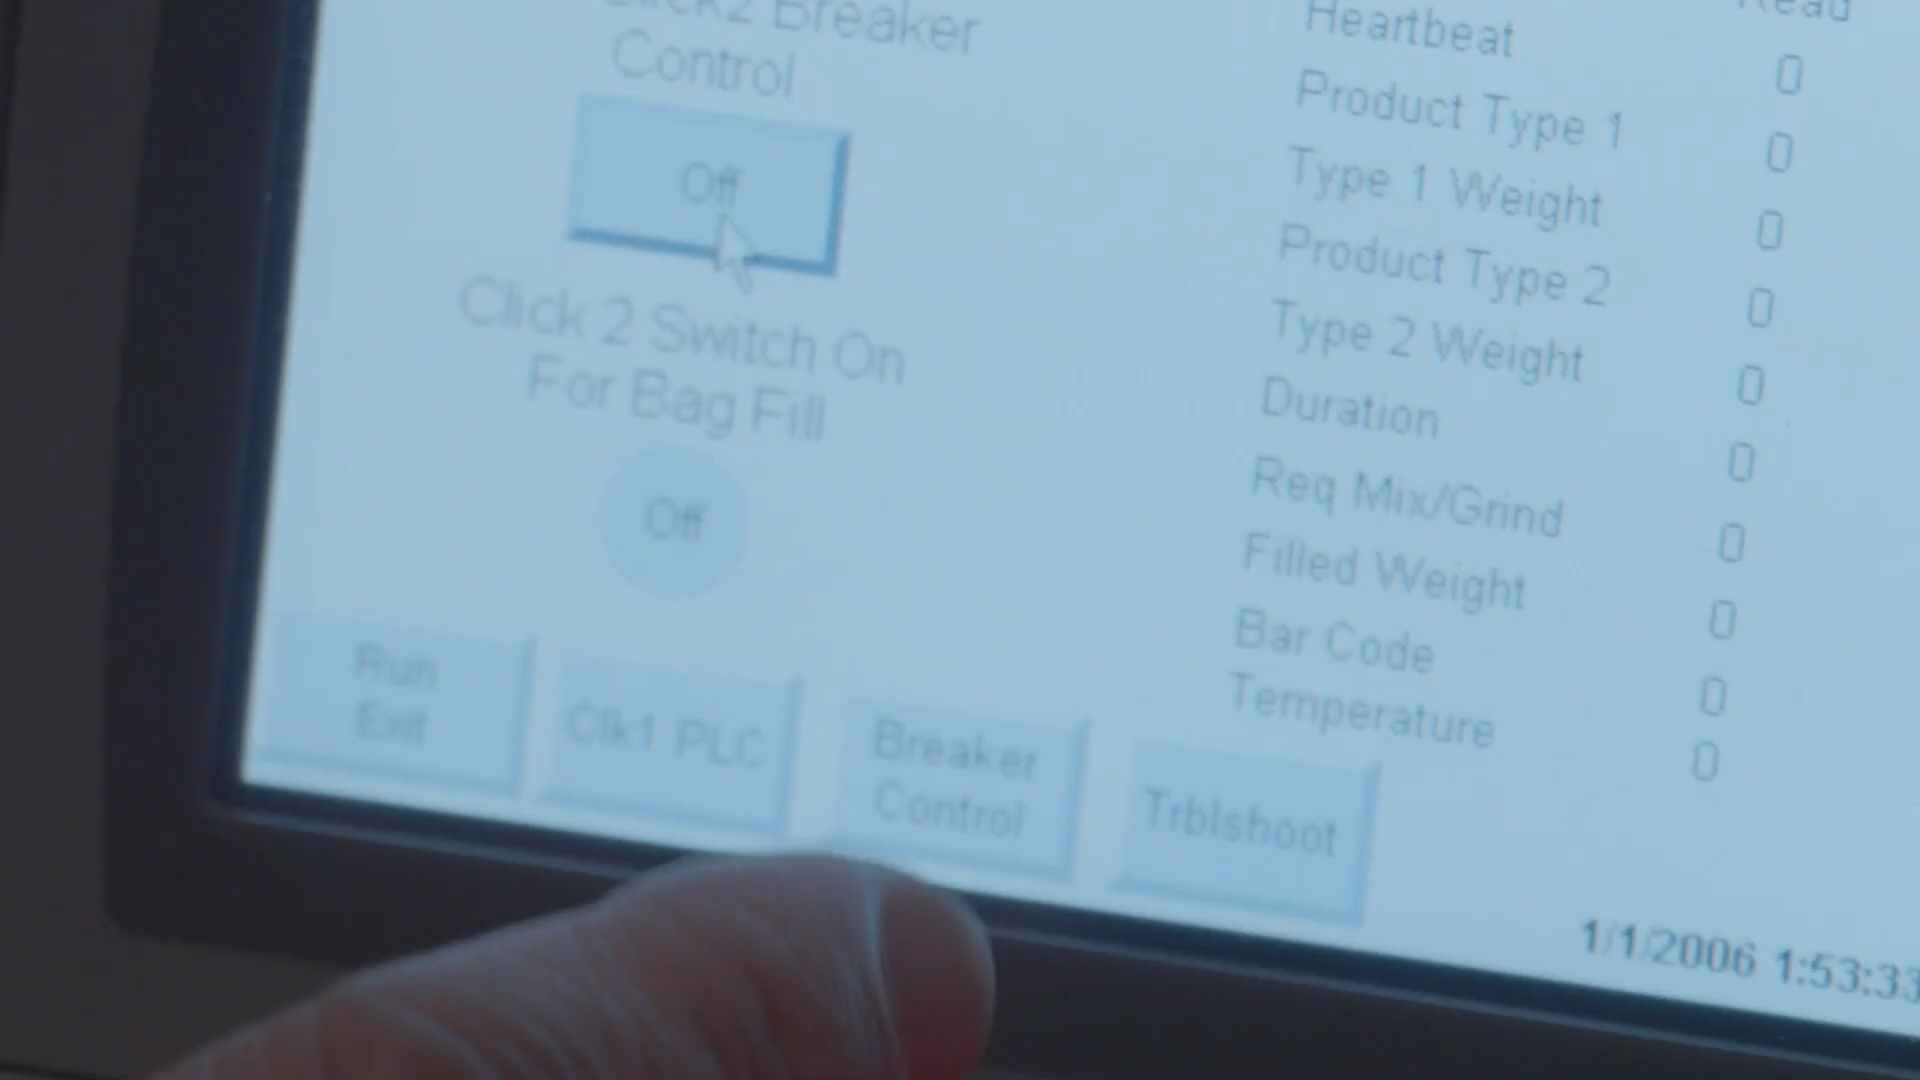 Click2 Breaker
Control
Off
Click 2 Switch On
For Bag Fill
Off
Run
Exit
Clk1 PLC
Breaker
Control
Trblshoot
Read
Heartbeat 0
Product Type 1 0
Type 1 Weight 0
Product Type 2 0
Type 2 Weight 0
Duration 0
Req Mix/Grind 0
Filled Weight 0
Bar Code 0
Temperature 0
1/1/2006 1:53:33